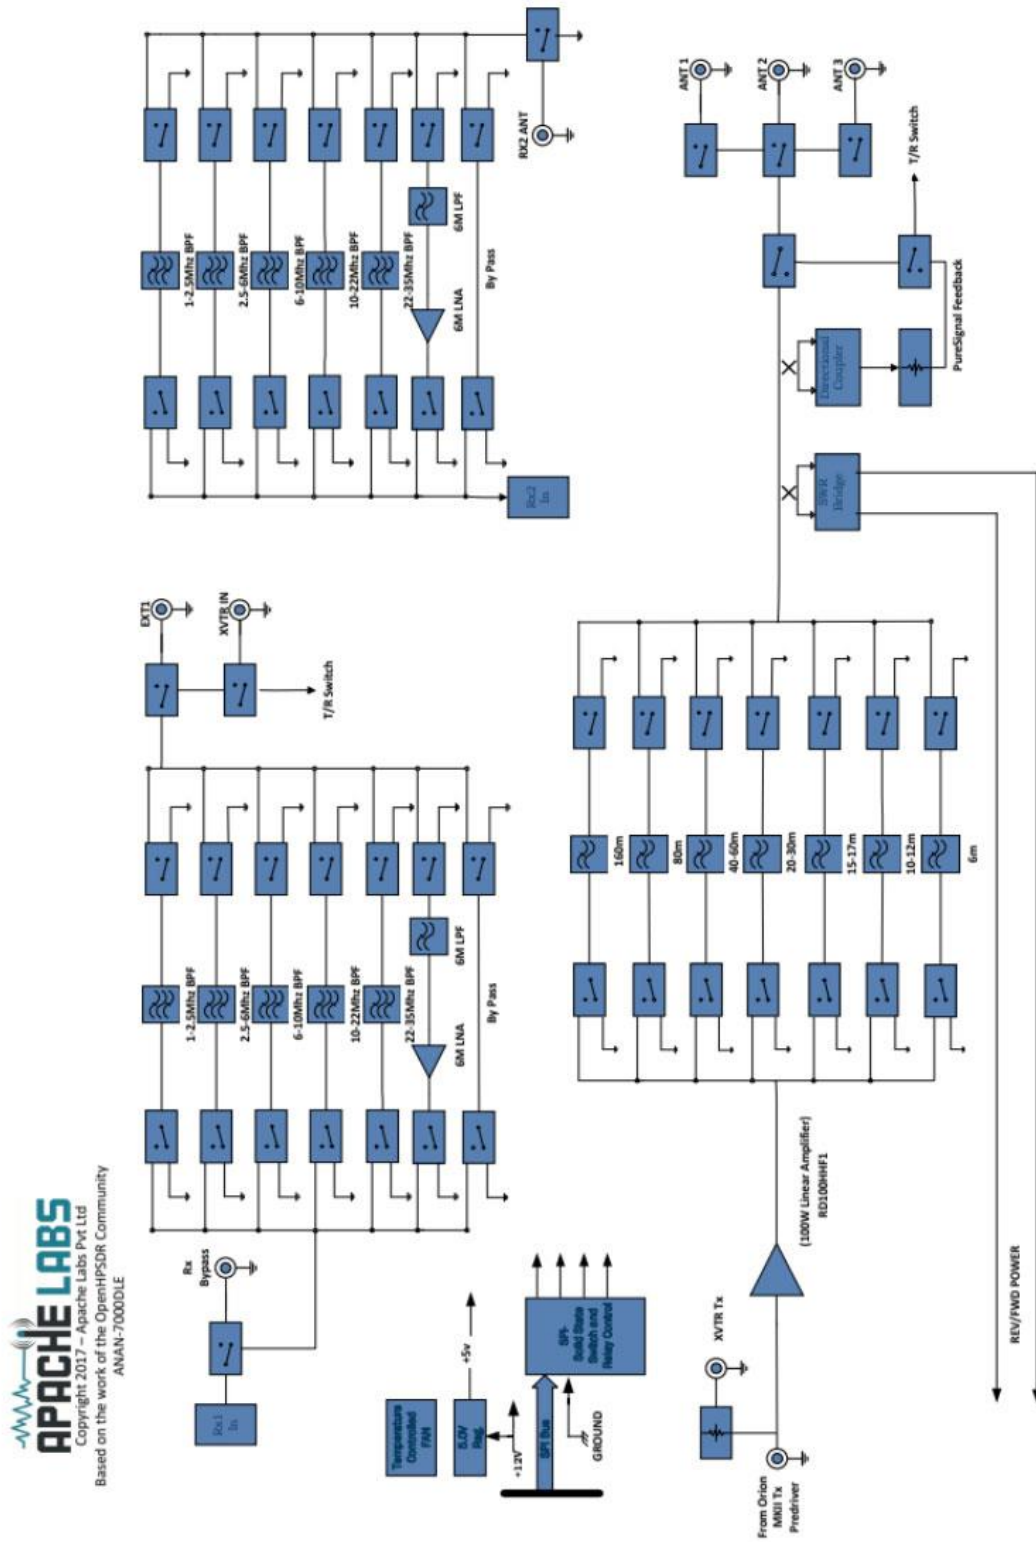 APACHE LABS
Copyright 2017 – Apache Labs Pvt Ltd
Based on the work of the OpenHPSDR Community
ANAN-7000DLE
Rx1
In
Rx
Bypass
1-2.5Mhz BPF
2.5-6Mhz BPF
6-10Mhz BPF
10-22Mhz BPF
22-35Mhz BPF
6M LNA
6M LPF
By Pass
EXT1
XVTR IN
T/R Switch
1-2.5Mhz BPF
2.5-6Mhz BPF
6-10Mhz BPF
10-22Mhz BPF
22-35Mhz BPF
6M LNA
6M LPF
By Pass
Rx2
In
RX2 ANT
Temperature
Controlled
FAN
5.0V
Reg.
+5v
+12V
SPI Bus
GROUND
SPI-
Solid State
Switch and
Relay Control
From Orion
MKII Tx
Predriver
XVTR Tx
(100W Linear Amplifier)
RD100HHF1
160m
80m
40-60m
20-30m
15-17m
10-12m
6m
SWR
Bridge
Directional
Coupler
PureSignal Feedback
T/R Switch
ANT 1
ANT 2
ANT 3
REV/FWD POWER